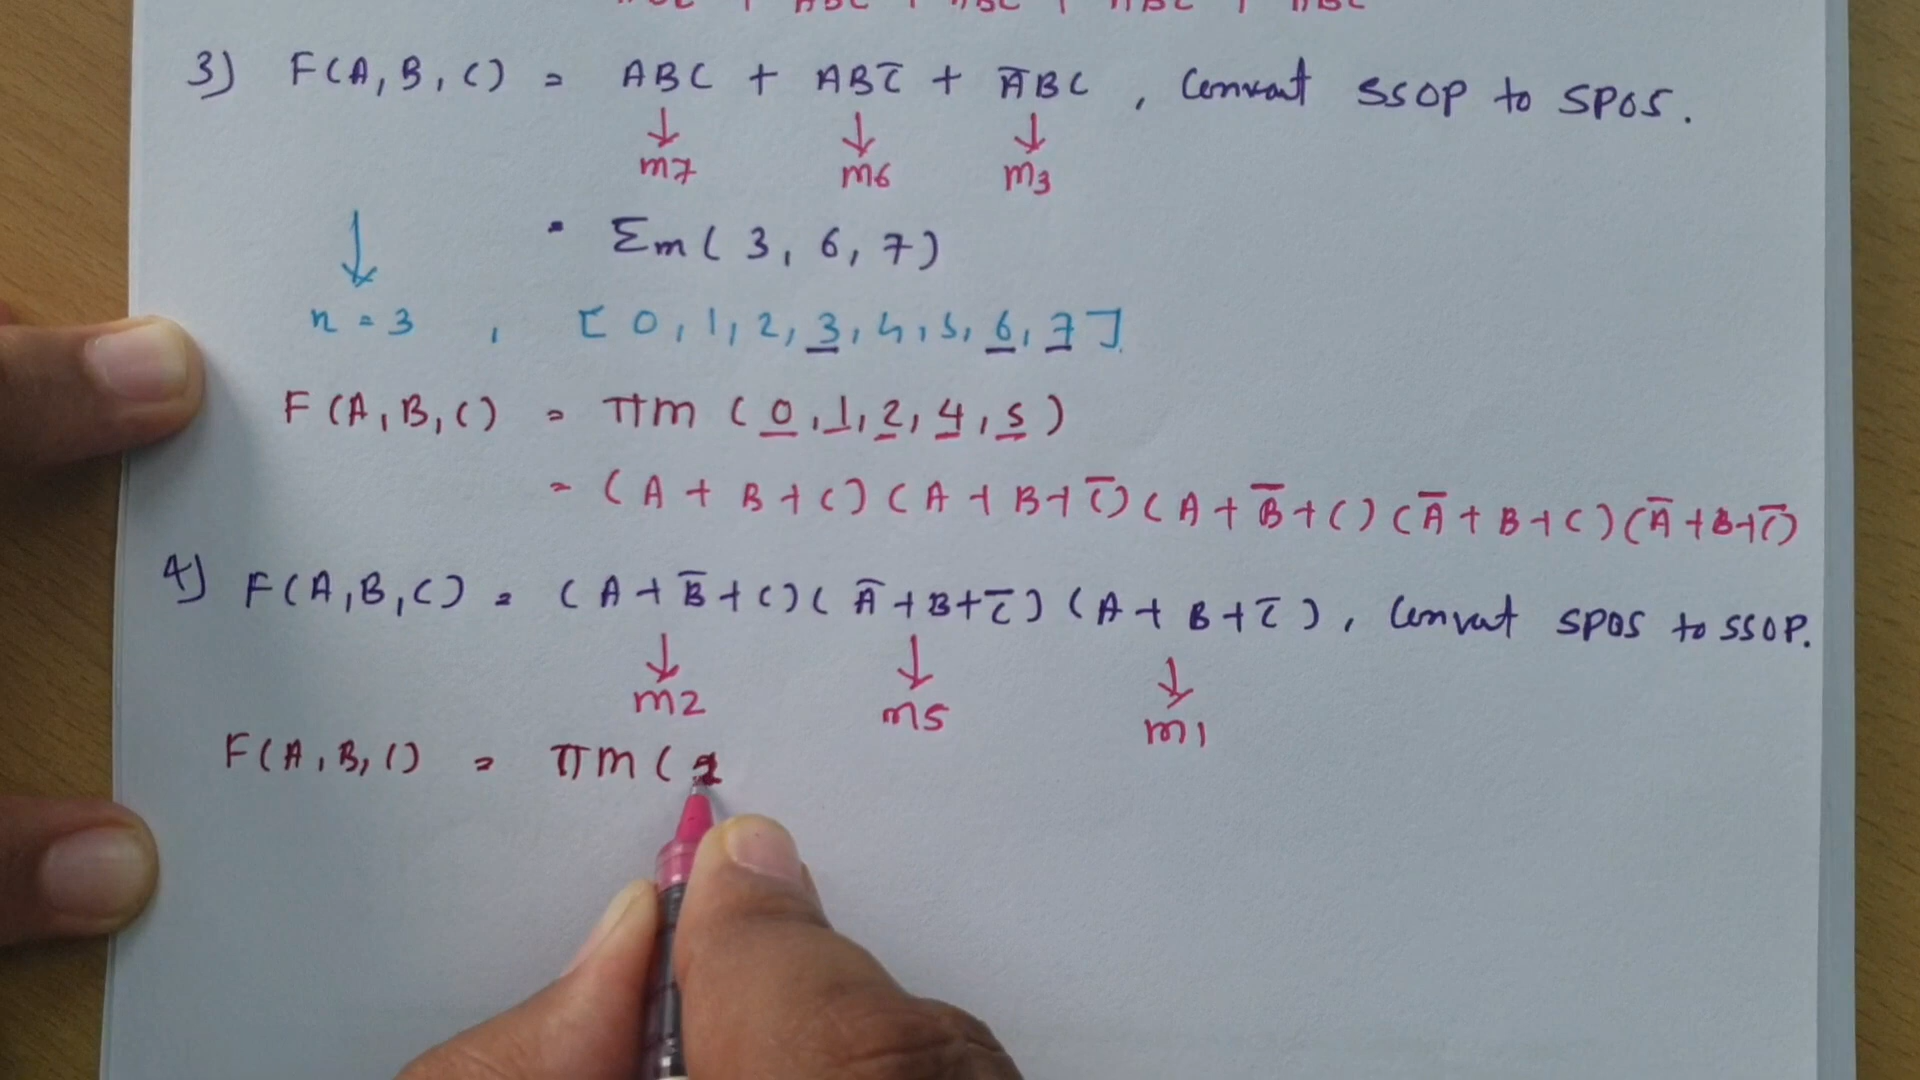 3) F(A,B,C) = ABC + ABC̅ + A̅BC , Convert SSOP to SPOS.
↓ ↓ ↓
m7 m6 m3
= Σm( 3, 6, 7)
↓
n = 3 , [ 0, 1, 2, 3, 4, 5, 6, 7 ].
F(A,B,C) = πM ( 0,1,2,4,5 )
= (A + B + C) (A + B + C̅) (A + B̅ + C) (A̅ + B + C) (A̅ + B + C̅)
4) F(A,B,C) = (A + B̅ + C) (A̅ + B + C̅) (A + B + C̅), Convert SPOS to SSOP.
↓ ↓ ↓
M2 M5 M1
F(A,B,C) = πM (